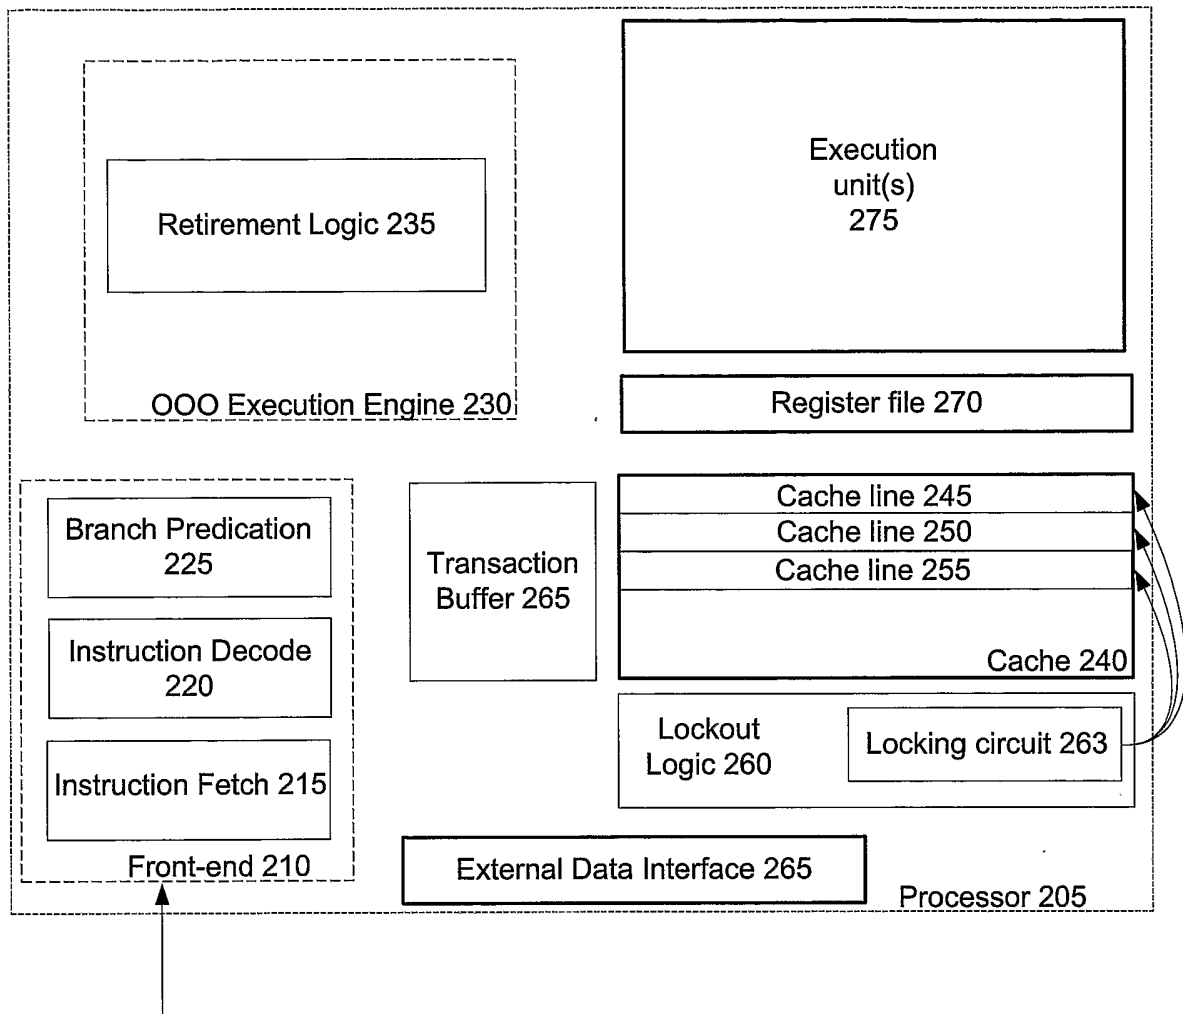 Retirement Logic 235
OOO Execution Engine 230
Execution
unit(s)
275
Register file 270
Branch Predication
225
Instruction Decode
220
Instruction Fetch 215
Front-end 210
Transaction
Buffer 265
Cache line 245
Cache line 250
Cache line 255
Cache 240
Lockout
Logic 260
Locking circuit 263
External Data Interface 265
Processor 205